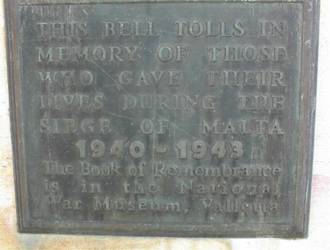 THIS BELL TOLLS IN
MEMORY OF THOSE
WHO GAVE THEIR
LIVES DURING THE
SIEGE OF MALTA
1940 - 1943
The Book of Remembrance
is in the National
War Museum, Valletta